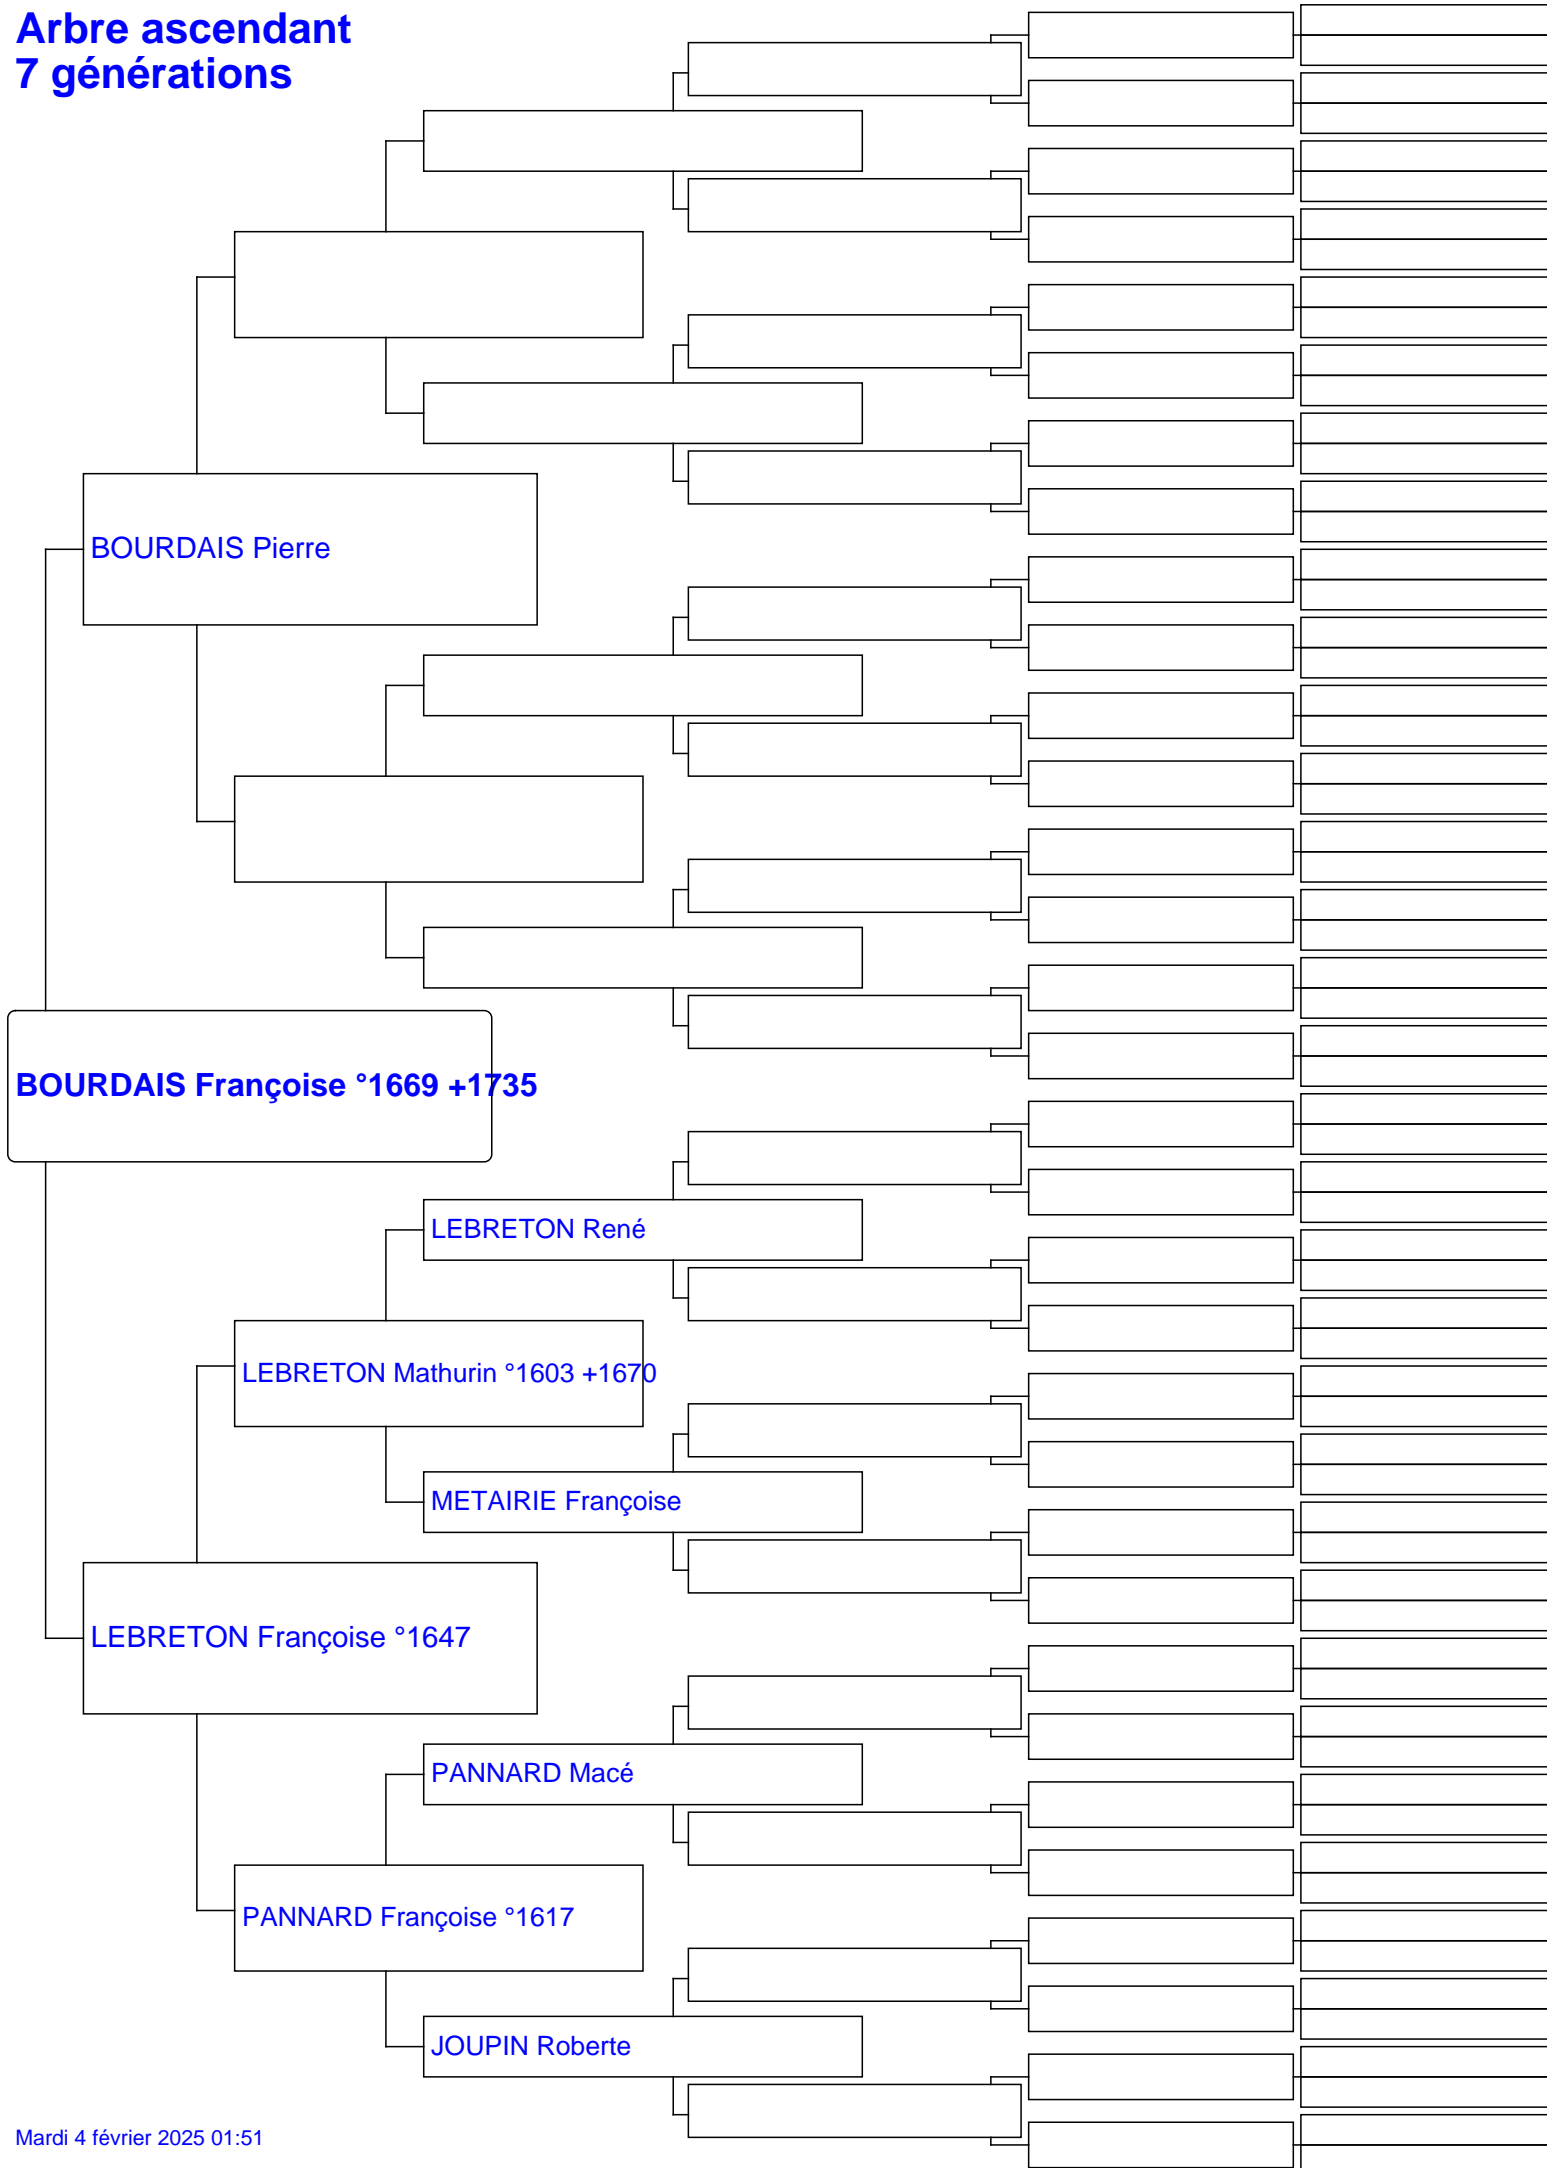 Arbre ascendant
7 générations
BOURDAIS Pierre
BOURDAIS Françoise °1669 +1735
LEBRETON René
LEBRETON Mathurin °1603 +1670
METAIRIE Françoise
LEBRETON Françoise °1647
PANNARD Macé
PANNARD Françoise °1617
JOUPIN Roberte
Mardi 4 février 2025 01:51